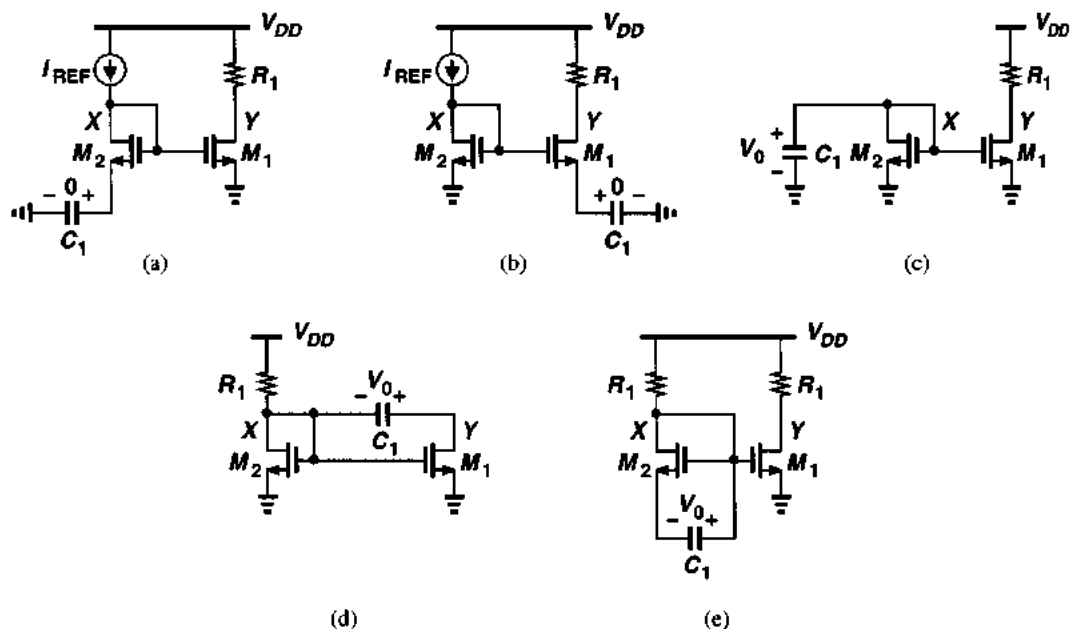 V_DD V_DD V_DD
I_REF R_1 I_REF R_1 R_1
X Y X Y X Y
M_2 M_1 M_2 M_1 V_0 + - C_1 M_2 M_1
- 0 + + 0 -
C_1 C_1
(a) (b) (c)
V_DD V_DD
R_1 - V_0 + R_1 R_1
X C_1 Y X Y
M_2 M_1 M_2 M_1
- V_0 +
C_1
(d) (e)